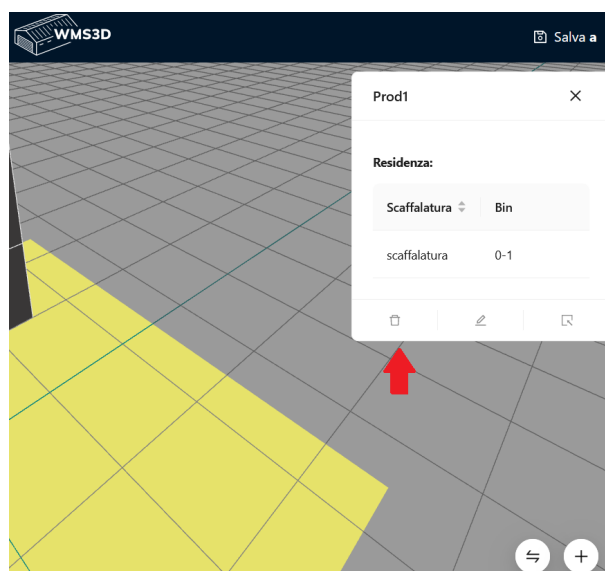 WMS3D
Salva a
Prod1
Residenza:
Scaffalatura Bin
scaffalatura 0-1